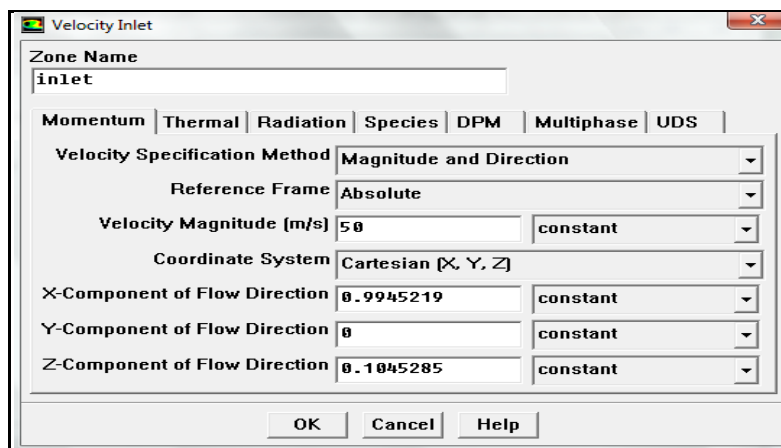 Velocity Inlet
Zone Name
inlet
Momentum Thermal Radiation Species DPM Multiphase UDS
Velocity Specification Method Magnitude and Direction
Reference Frame Absolute
Velocity Magnitude (m/s) 50 constant
Coordinate System Cartesian (X, Y, Z)
X-Component of Flow Direction 0.9945219 constant
Y-Component of Flow Direction 0 constant
Z-Component of Flow Direction 0.1045285 constant
OK Cancel Help